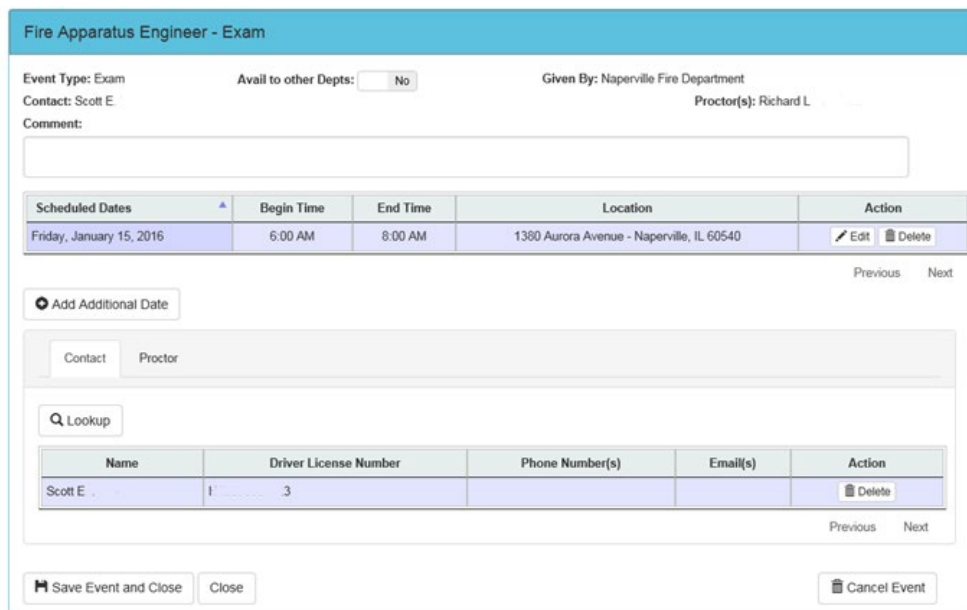 Fire Apparatus Engineer - Exam
Event Type: Exam Avail to other Depts: No Given By: Naperville Fire Department
Contact: Scott E. Proctor(s): Richard L
Comment:
Scheduled Dates Begin Time End Time Location Action
Friday, January 15, 2016 6:00 AM 8:00 AM 1380 Aurora Avenue - Naperville, IL 60540 Edit Delete
Previous Next
Add Additional Date
Contact Proctor
Lookup
Name Driver License Number Phone Number(s) Email(s) Action
Scott E 3 Delete
Previous Next
Save Event and Close Close Cancel Event